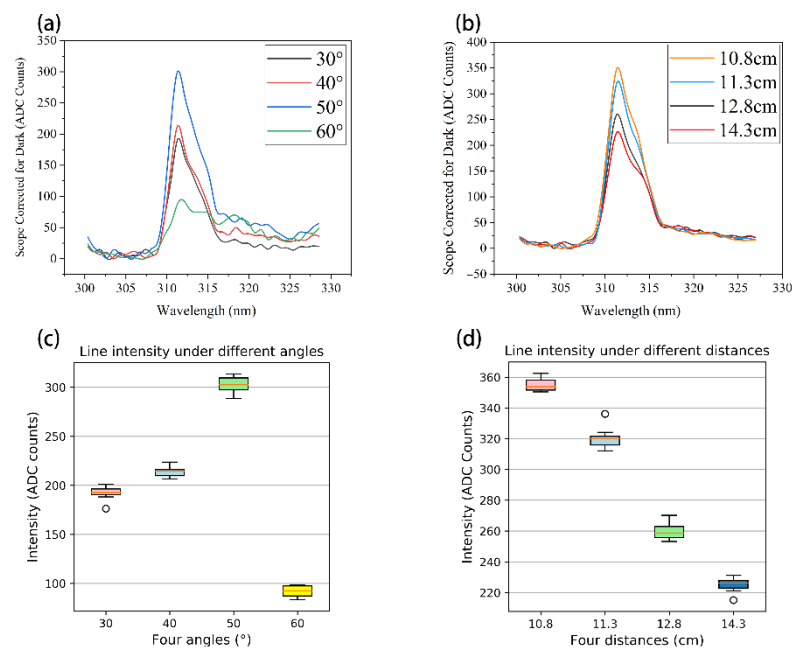 (a)
350
300
250
200
150
100
50
0
Scope Corrected for Dark (ADC Counts)
30°
40°
50°
60°
300 305 310 315 320 325 330
Wavelength (nm)
(b)
400
350
300
250
200
150
100
50
0
−50
Scope Corrected for Dark (ADC Counts)
10.8cm
11.3cm
12.8cm
14.3cm
300 305 310 315 320 325 330
Wavelength (nm)
(c)
Line intensity under different angles
300
250
200
150
100
Intensity (ADC counts)
30 40 50 60
Four angles (°)
(d)
Line intensity under different distances
360
340
320
300
280
260
240
220
Intensity (ADC counts)
10.8 11.3 12.8 14.3
Four distances (cm)